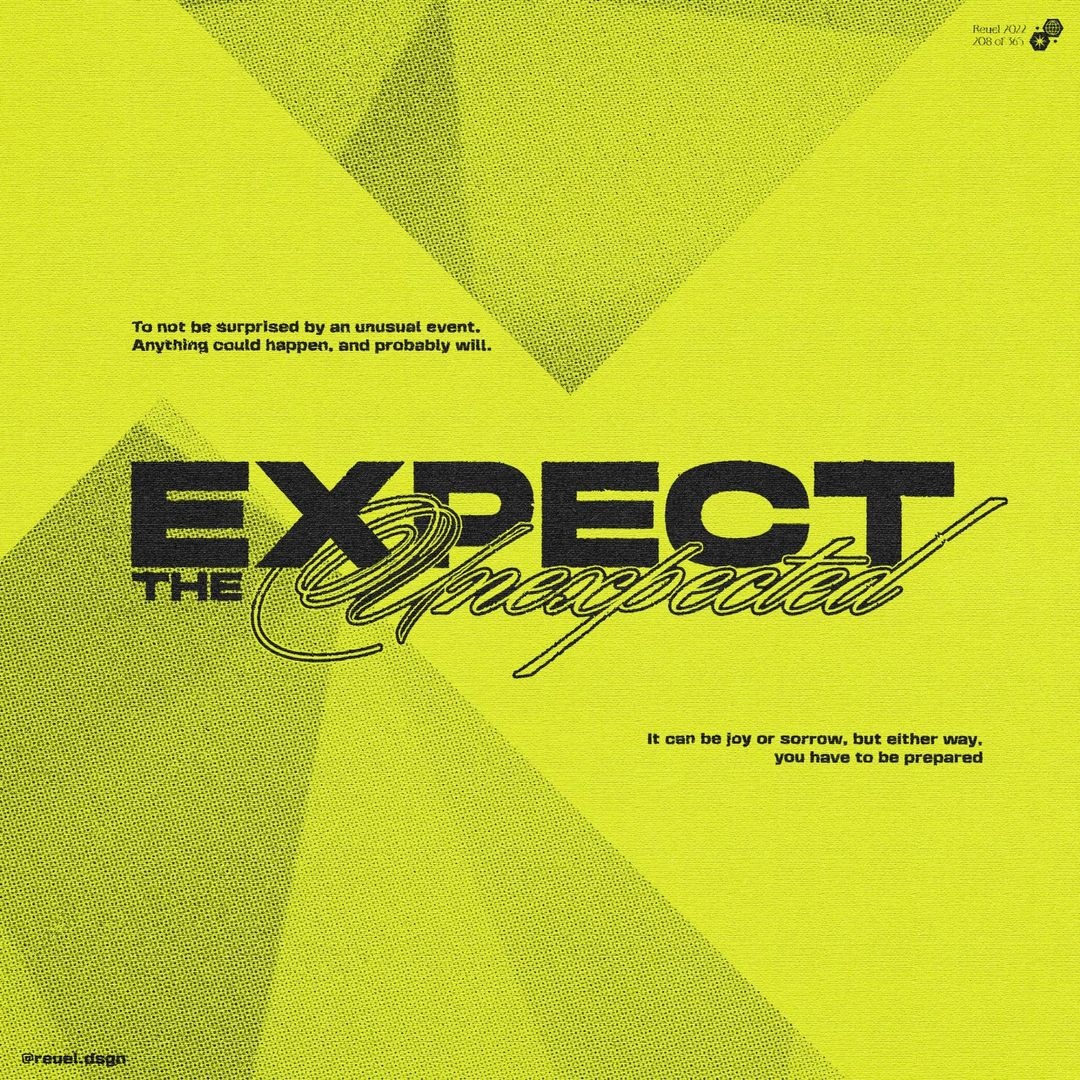 Reuel 2022
208 of 365
To not be surprised by an unusual event.
Anything could happen, and probably will.
EXPECT
THE Unexpected
It can be joy or sorrow, but either way,
you have to be prepared
@reuel.dsgn